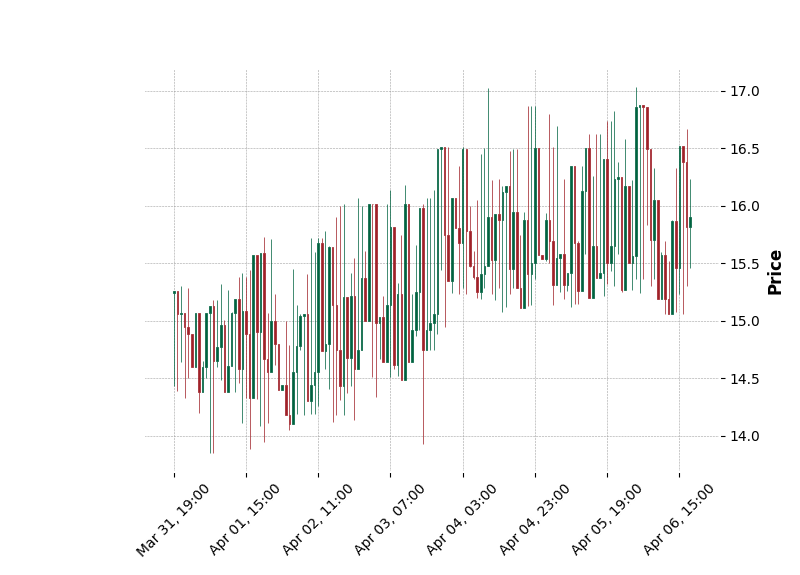 17.0
16.5
16.0
15.5
15.0
14.5
14.0
Price
Mar 31, 19:00
Apr 01, 15:00
Apr 02, 11:00
Apr 03, 07:00
Apr 04, 03:00
Apr 04, 23:00
Apr 05, 19:00
Apr 06, 15:00